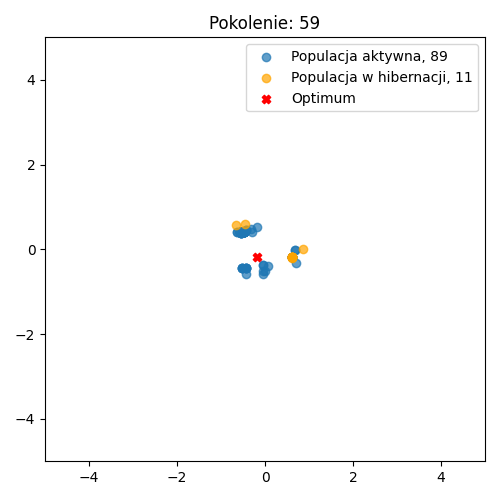 Pokolenie: 59
Populacja aktywna, 89
Populacja w hibernacji, 11
Optimum
4
2
0
−2
−4
−4
−2
0
2
4